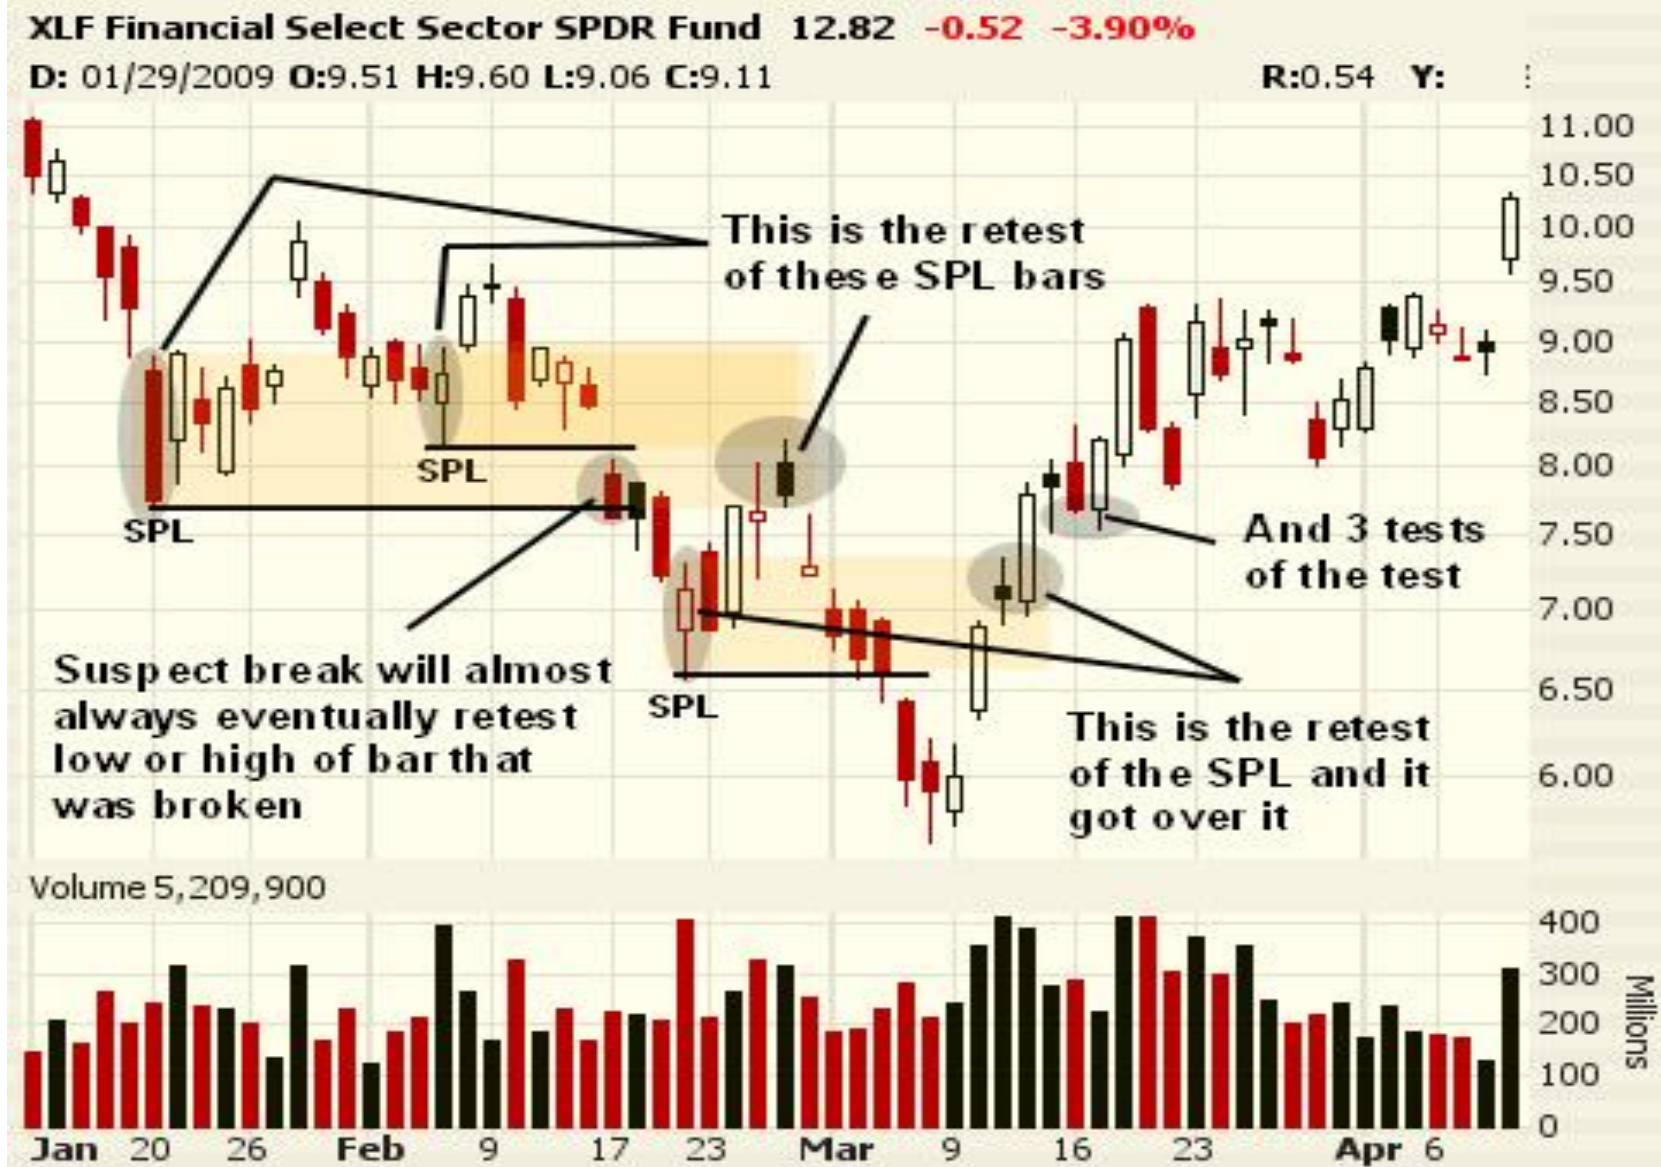 XLF Financial Select Sector SPDR Fund 12.82 -0.52 -3.90%
D: 01/29/2009 O:9.51 H:9.60 L:9.06 C:9.11 R:0.54 Y:
11.00
10.50
10.00
9.50
9.00
8.50
8.00
7.50
7.00
6.50
6.00
This is the retest
of these SPL bars
SPL
SPL
And 3 tests
of the test
Suspect break will almost
always eventually retest
low or high of bar that
was broken
SPL
This is the retest
of the SPL and it
got over it
Volume 5,209,900
400
300
200
100
0
Millions
Jan 20 26 Feb 9 17 23 Mar 9 16 23 Apr 6